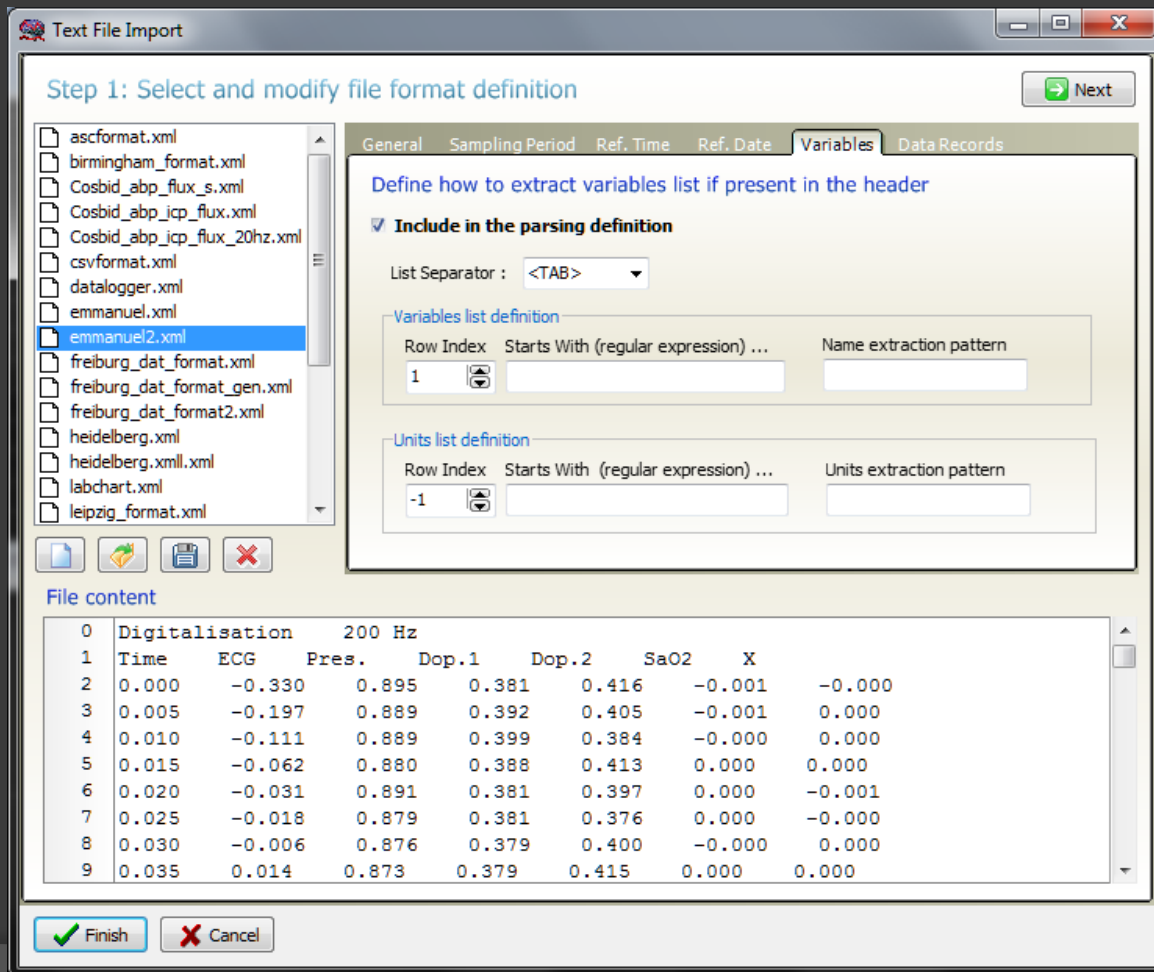 Text File Import
Step 1: Select and modify file format definition
Next
ascformat.xml
birmingham_format.xml
Cosbid_abp_flux_s.xml
Cosbid_abp_icp_flux.xml
Cosbid_abp_icp_flux_20hz.xml
csvformat.xml
datalogger.xml
emmanuel.xml
emmanuel2.xml
freiburg_dat_format.xml
freiburg_dat_format_gen.xml
freiburg_dat_format2.xml
heidelberg.xml
heidelberg.xmll.xml
labchart.xml
leipzig_format.xml
General Sampling Period Ref. Time Ref. Date Variables Data Records
Define how to extract variables list if present in the header
Include in the parsing definition
List Separator : <TAB>
Variables list definition
Row Index Starts With (regular expression) ... Name extraction pattern
1
Units list definition
Row Index Starts With (regular expression) ... Units extraction pattern
-1
File content
0 Digitalisation 200 Hz
1 Time ECG Pres. Dop.1 Dop.2 SaO2 X
2 0.000 -0.330 0.895 0.381 0.416 -0.001 -0.000
3 0.005 -0.197 0.889 0.392 0.405 -0.001 0.000
4 0.010 -0.111 0.889 0.399 0.384 -0.000 0.000
5 0.015 -0.062 0.880 0.388 0.413 0.000 0.000
6 0.020 -0.031 0.891 0.381 0.397 0.000 -0.001
7 0.025 -0.018 0.879 0.381 0.376 0.000 -0.000
8 0.030 -0.006 0.876 0.379 0.400 -0.000 0.000
9 0.035 0.014 0.873 0.379 0.415 0.000 0.000
Finish Cancel